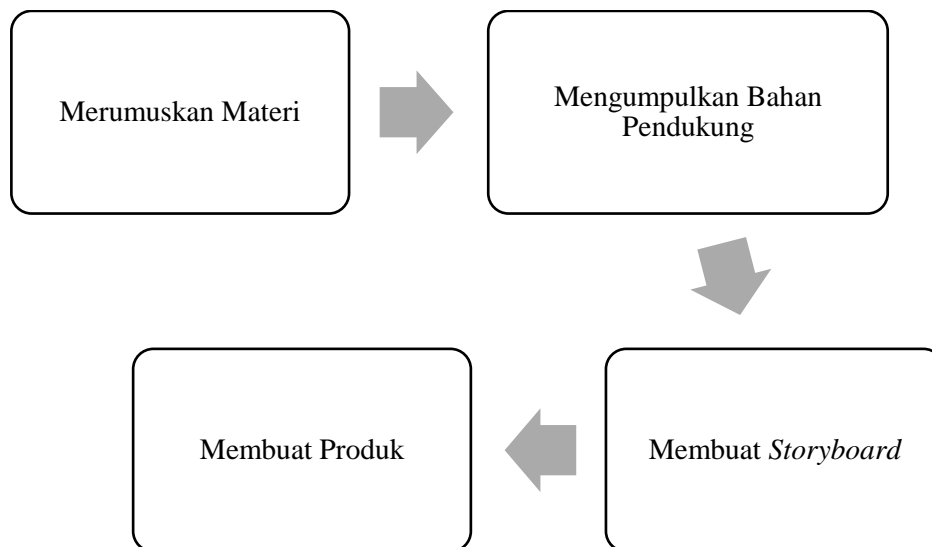 Merumuskan Materi
Mengumpulkan Bahan
Pendukung
Membuat Storyboard
Membuat Produk